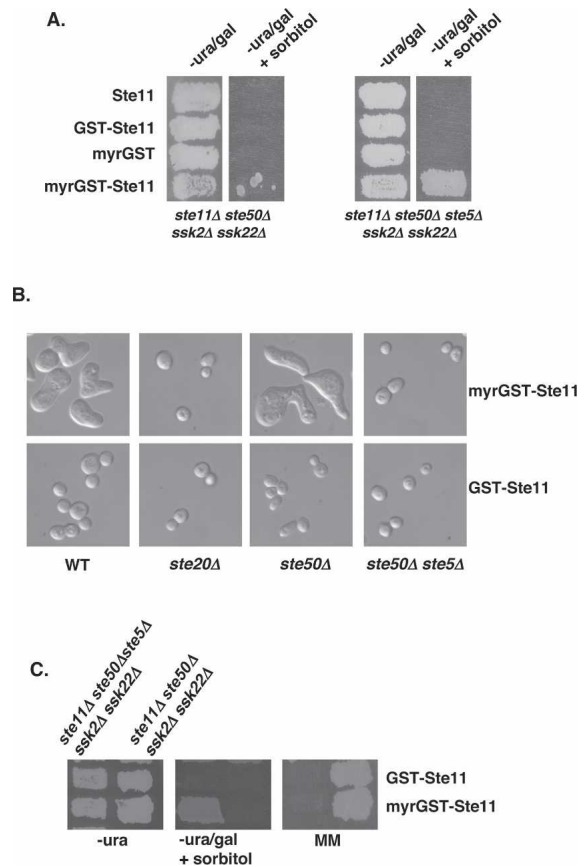 A.
-ura/gal
-ura/gal
+ sorbitol
-ura/gal
-ura/gal
+ sorbitol
Ste11
GST-Ste11
myrGST
myrGST-Ste11
ste11Δ ste50Δ
ssk2Δ ssk22Δ
ste11Δ ste50Δ ste5Δ
ssk2Δ ssk22Δ
B.
myrGST-Ste11
GST-Ste11
WT
ste20Δ
ste50Δ
ste50Δ ste5Δ
C.
ste11Δ ste50Δste5Δ
ssk2Δ ssk22Δ
ste11Δ ste50Δ
ssk2Δ ssk22Δ
GST-Ste11
myrGST-Ste11
-ura
-ura/gal
+ sorbitol
MM